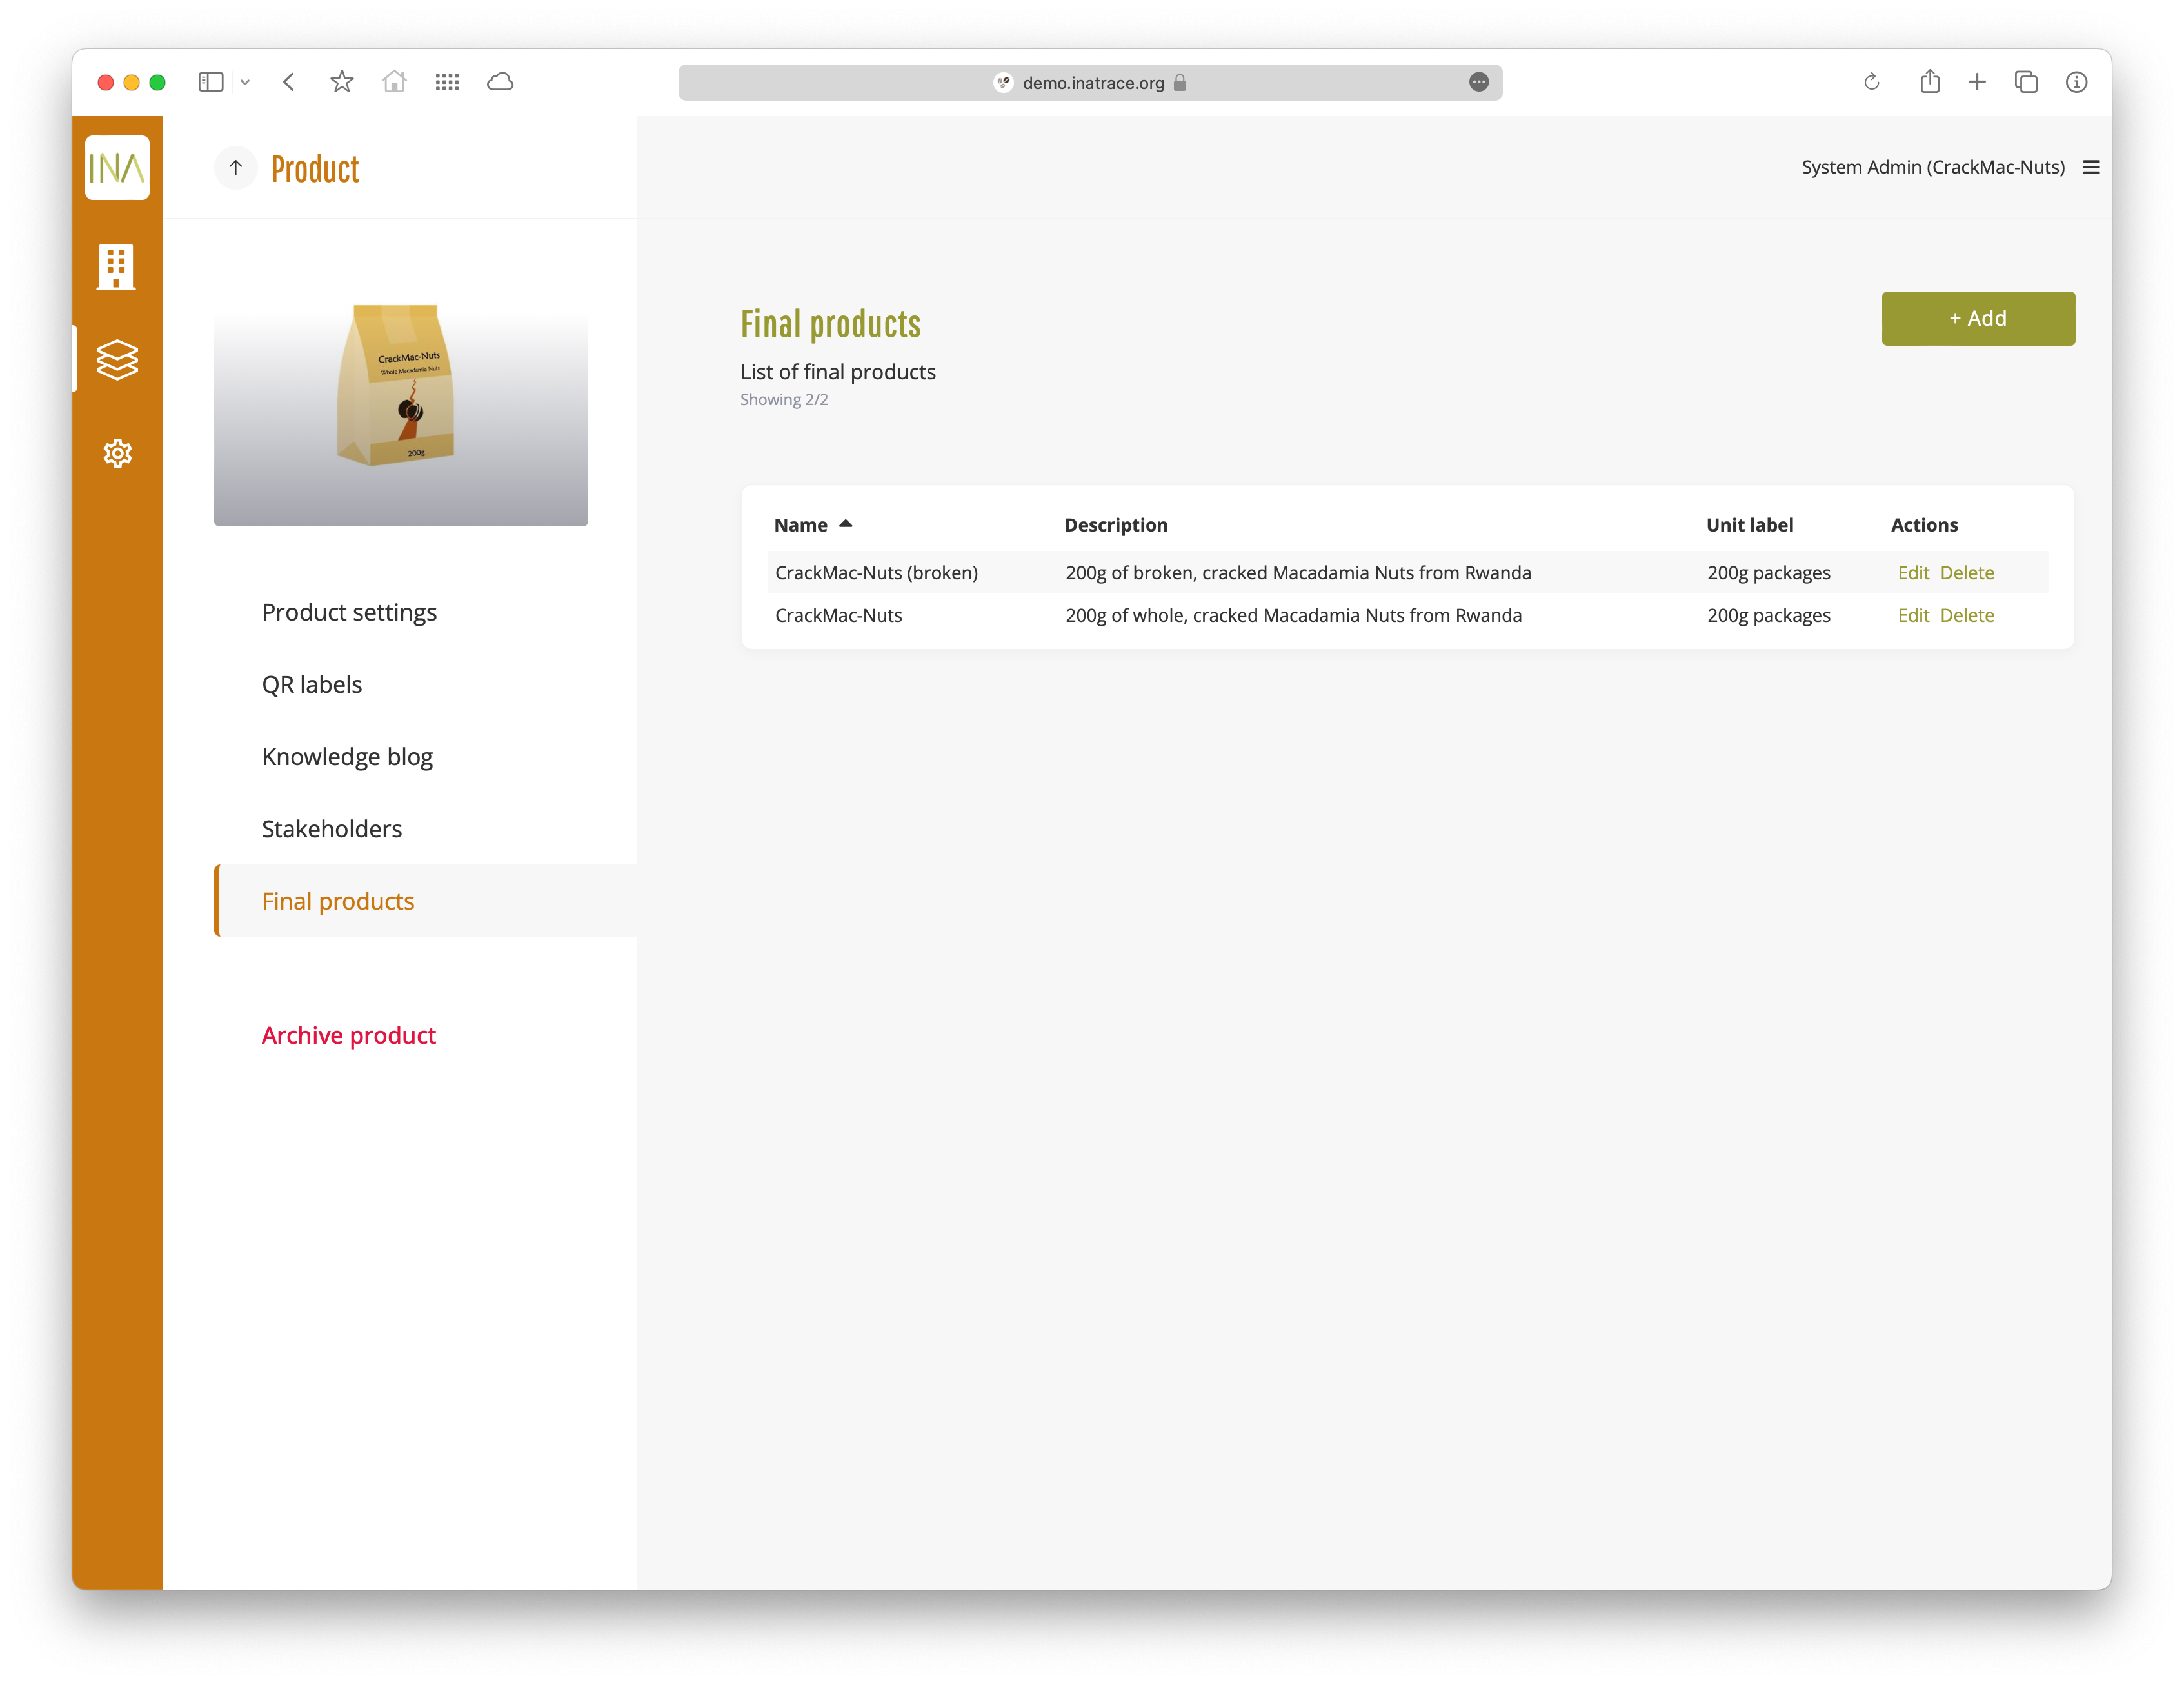 demo.inatrace.org
INA
Product
System Admin (CrackMac-Nuts)
CrackMac-Nuts
Whole Macadamia Nuts
200g
Product settings
QR labels
Knowledge blog
Stakeholders
Final products
Archive product
Final products
+ Add
List of final products
Showing 2/2
Name Description Unit label Actions
CrackMac-Nuts (broken) 200g of broken, cracked Macadamia Nuts from Rwanda 200g packages Edit Delete
CrackMac-Nuts 200g of whole, cracked Macadamia Nuts from Rwanda 200g packages Edit Delete